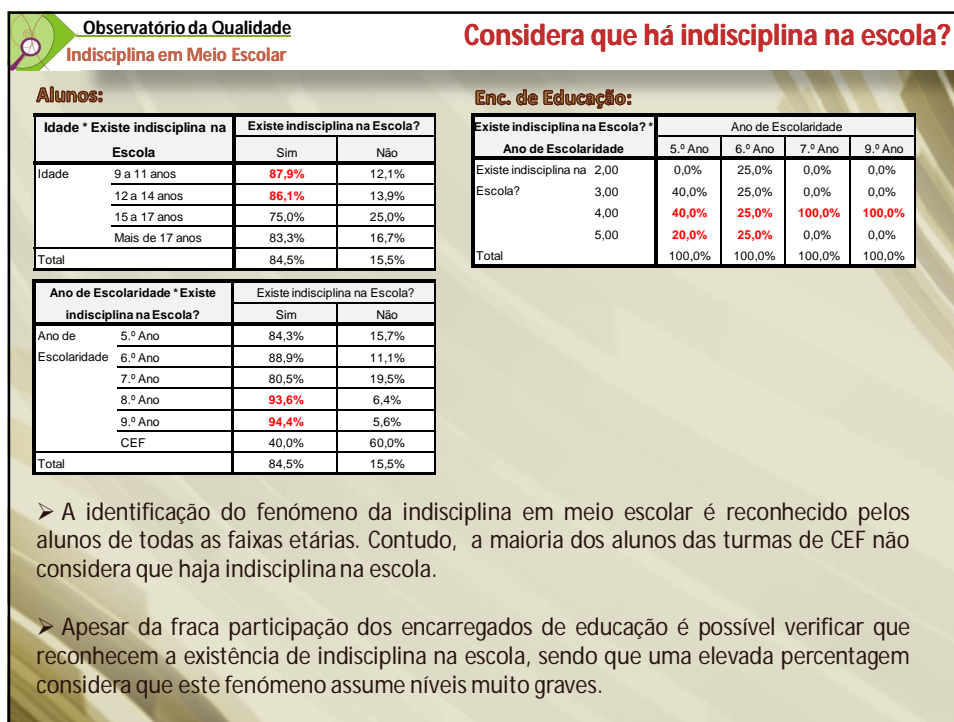 Observatório da Qualidade
Indisciplina em Meio Escolar
Considera que há indisciplina na escola?
Alunos:
Idade * Existe indisciplina na Escola | Existe indisciplina na Escola?
Sim | Não
Idade | 9 a 11 anos | 87,9% | 12,1%
12 a 14 anos | 86,1% | 13,9%
15 a 17 anos | 75,0% | 25,0%
Mais de 17 anos | 83,3% | 16,7%
Total | 84,5% | 15,5%
Ano de Escolaridade * Existe indisciplina na Escola? | Existe indisciplina na Escola?
Sim | Não
Ano de Escolaridade | 5.º Ano | 84,3% | 15,7%
6.º Ano | 88,9% | 11,1%
7.º Ano | 80,5% | 19,5%
8.º Ano | 93,6% | 6,4%
9.º Ano | 94,4% | 5,6%
CEF | 40,0% | 60,0%
Total | 84,5% | 15,5%
Enc. de Educação:
Existe indisciplina na Escola? * Ano de Escolaridade | Ano de Escolaridade
5.º Ano | 6.º Ano | 7.º Ano | 9.º Ano
Existe indisciplina na Escola? | 2,00 | 0,0% | 25,0% | 0,0% | 0,0%
3,00 | 40,0% | 25,0% | 0,0% | 0,0%
4,00 | 40,0% | 25,0% | 100,0% | 100,0%
5,00 | 20,0% | 25,0% | 0,0% | 0,0%
Total | 100,0% | 100,0% | 100,0% | 100,0%
➢ A identificação do fenómeno da indisciplina em meio escolar é reconhecido pelos
alunos de todas as faixas etárias. Contudo, a maioria dos alunos das turmas de CEF não
considera que haja indisciplina na escola.
➢ Apesar da fraca participação dos encarregados de educação é possível verificar que
reconhecem a existência de indisciplina na escola, sendo que uma elevada percentagem
considera que este fenómeno assume níveis muito graves.